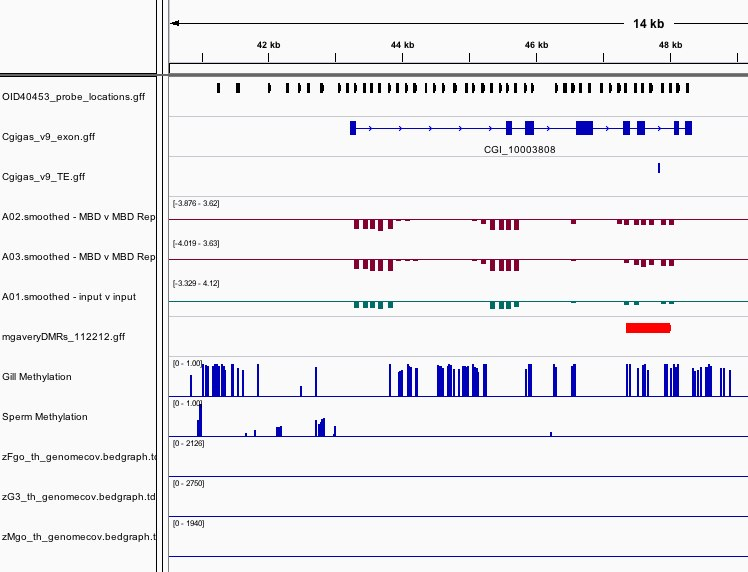 14 kb
42 kb 44 kb 46 kb 48 kb
OID40453_probe_locations.gff
Cgigas_v9_exon.gff
CGI_10003808
Cgigas_v9_TE.gff
[-3.876 - 3.62]
A02.smoothed - MBD v MBD Rep
[-4.019 - 3.63]
A03.smoothed - MBD v MBD Rep
[-3.329 - 4.12]
A01.smoothed - input v input
mgaveryDMRs_112212.gff
[0 - 1.00]
Gill Methylation
[0 - 1.00]
Sperm Methylation
[0 - 2126]
zFgo_th_genomecov.bedgraph.td
[0 - 2750]
zG3_th_genomecov.bedgraph.td
[0 - 1940]
zMgo_th_genomecov.bedgraph.t